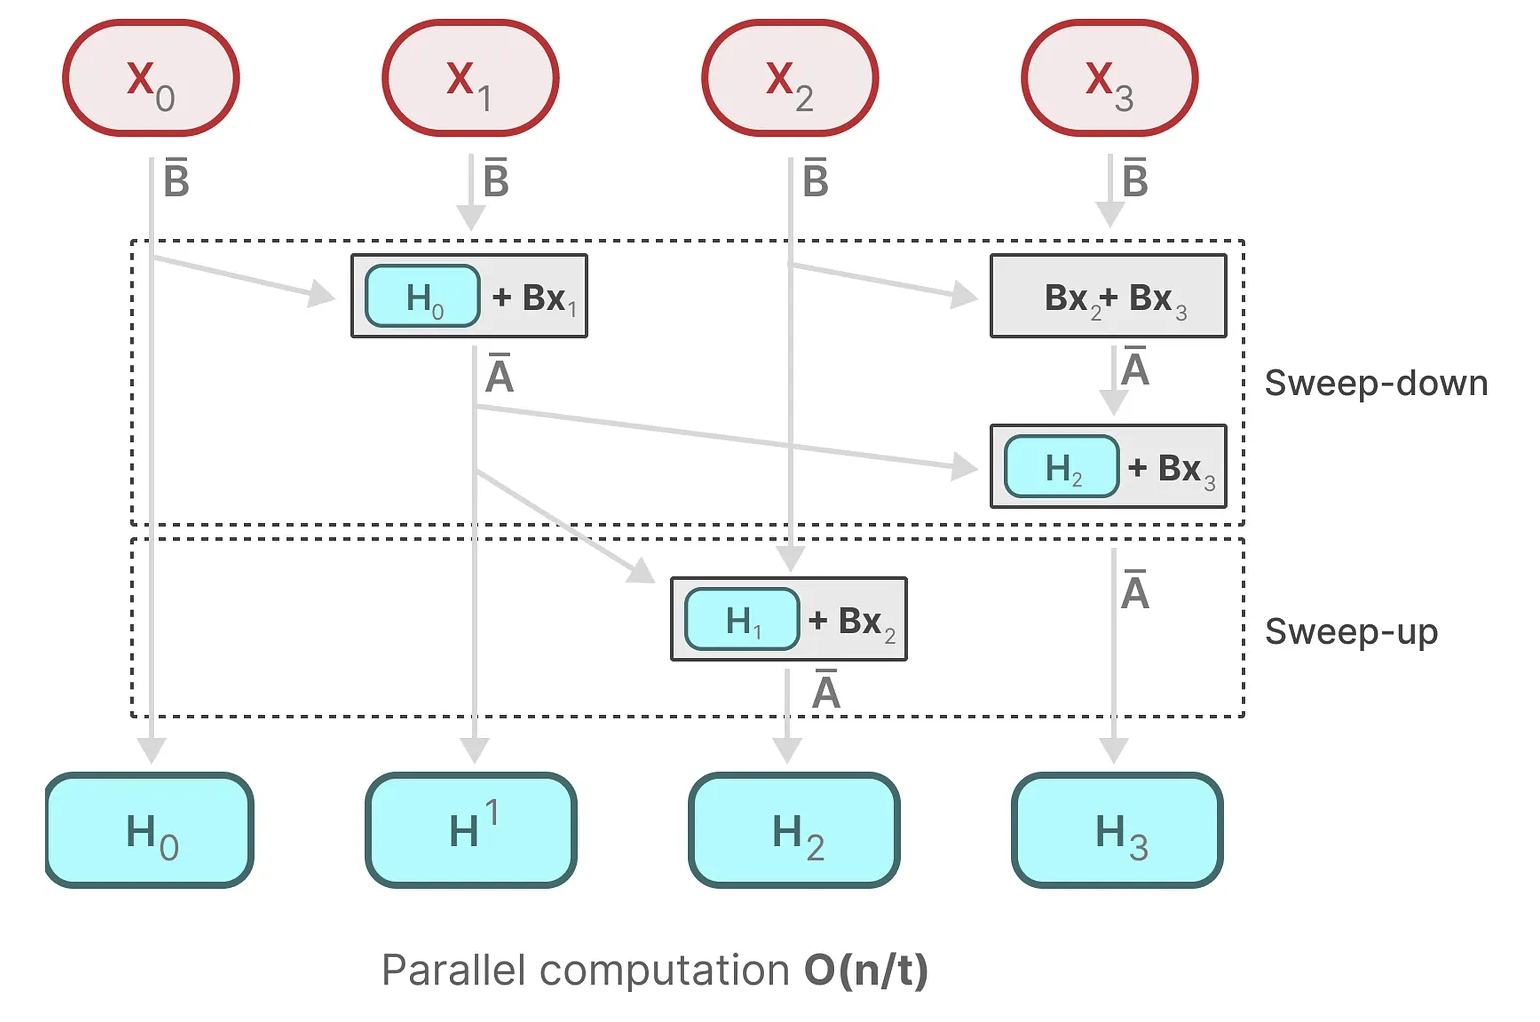 X0 X1 X2 X3
B̅ B̅ B̅ B̅
H0 + Bx1
Bx2+ Bx3
A̅ A̅
Sweep-down
H2 + Bx3
A̅
H1 + Bx2
Sweep-up
A̅
H0 H1 H2 H3
Parallel computation O(n/t)